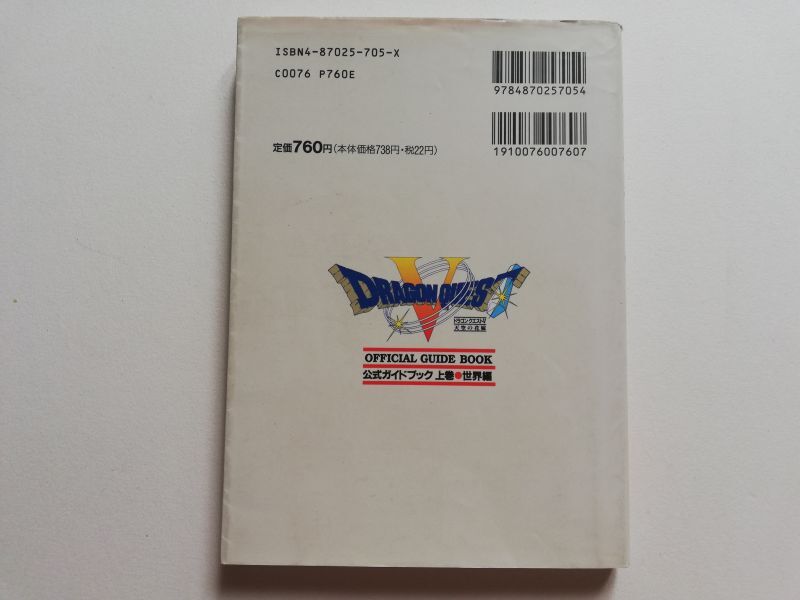 ISBN4-87025-705-X
C0076 P760E
9784870257054
定価760円(本体価格738円・税22円)
1910076007607
DRAGON QUEST V
ドラゴンクエストV
天空の花嫁
OFFICIAL GUIDE BOOK
公式ガイドブック 上巻●世界編